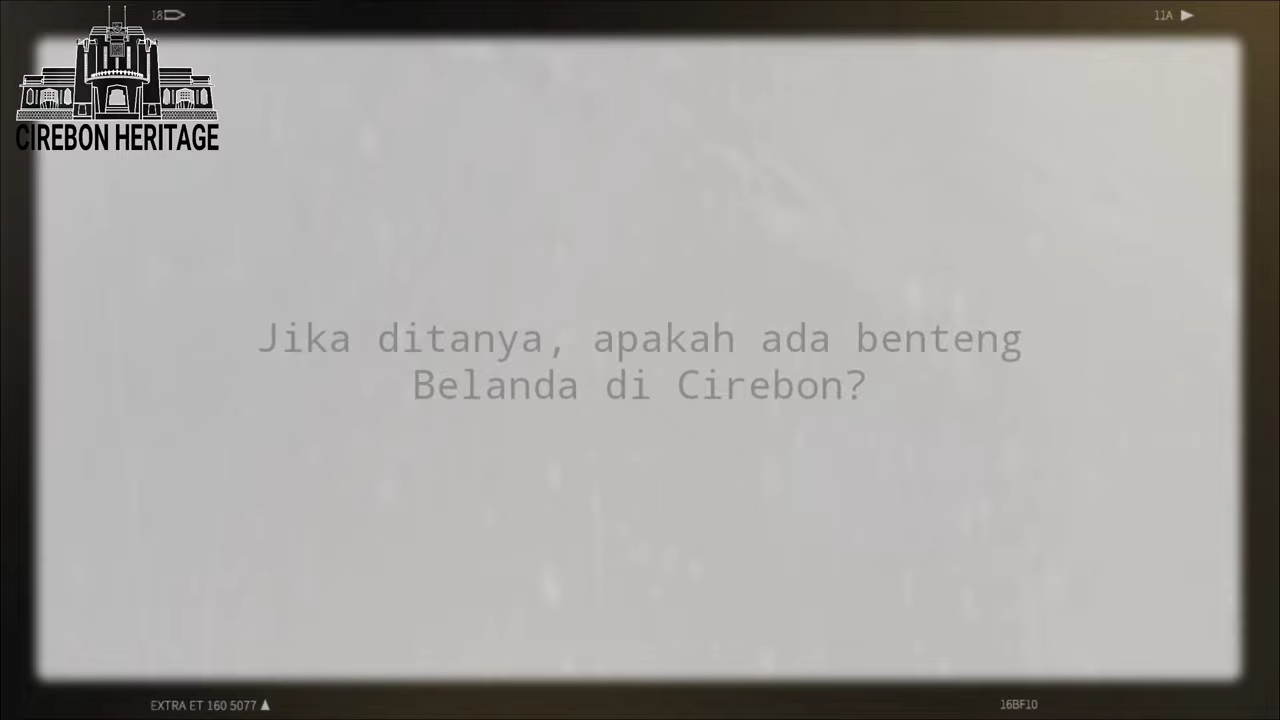 18
11A
CIREBON HERITAGE
Jika ditanya, apakah ada benteng
Belanda di Cirebon?
EXTRA ET 160 5077
16BF10